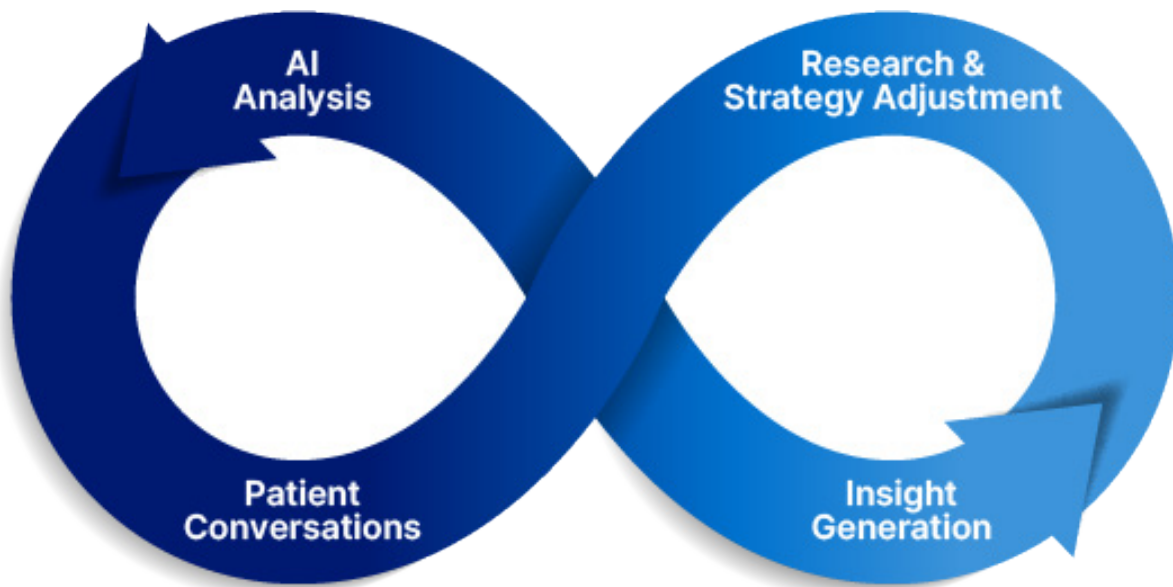 AI
Analysis
Research &
Strategy Adjustment
Patient
Conversations
Insight
Generation